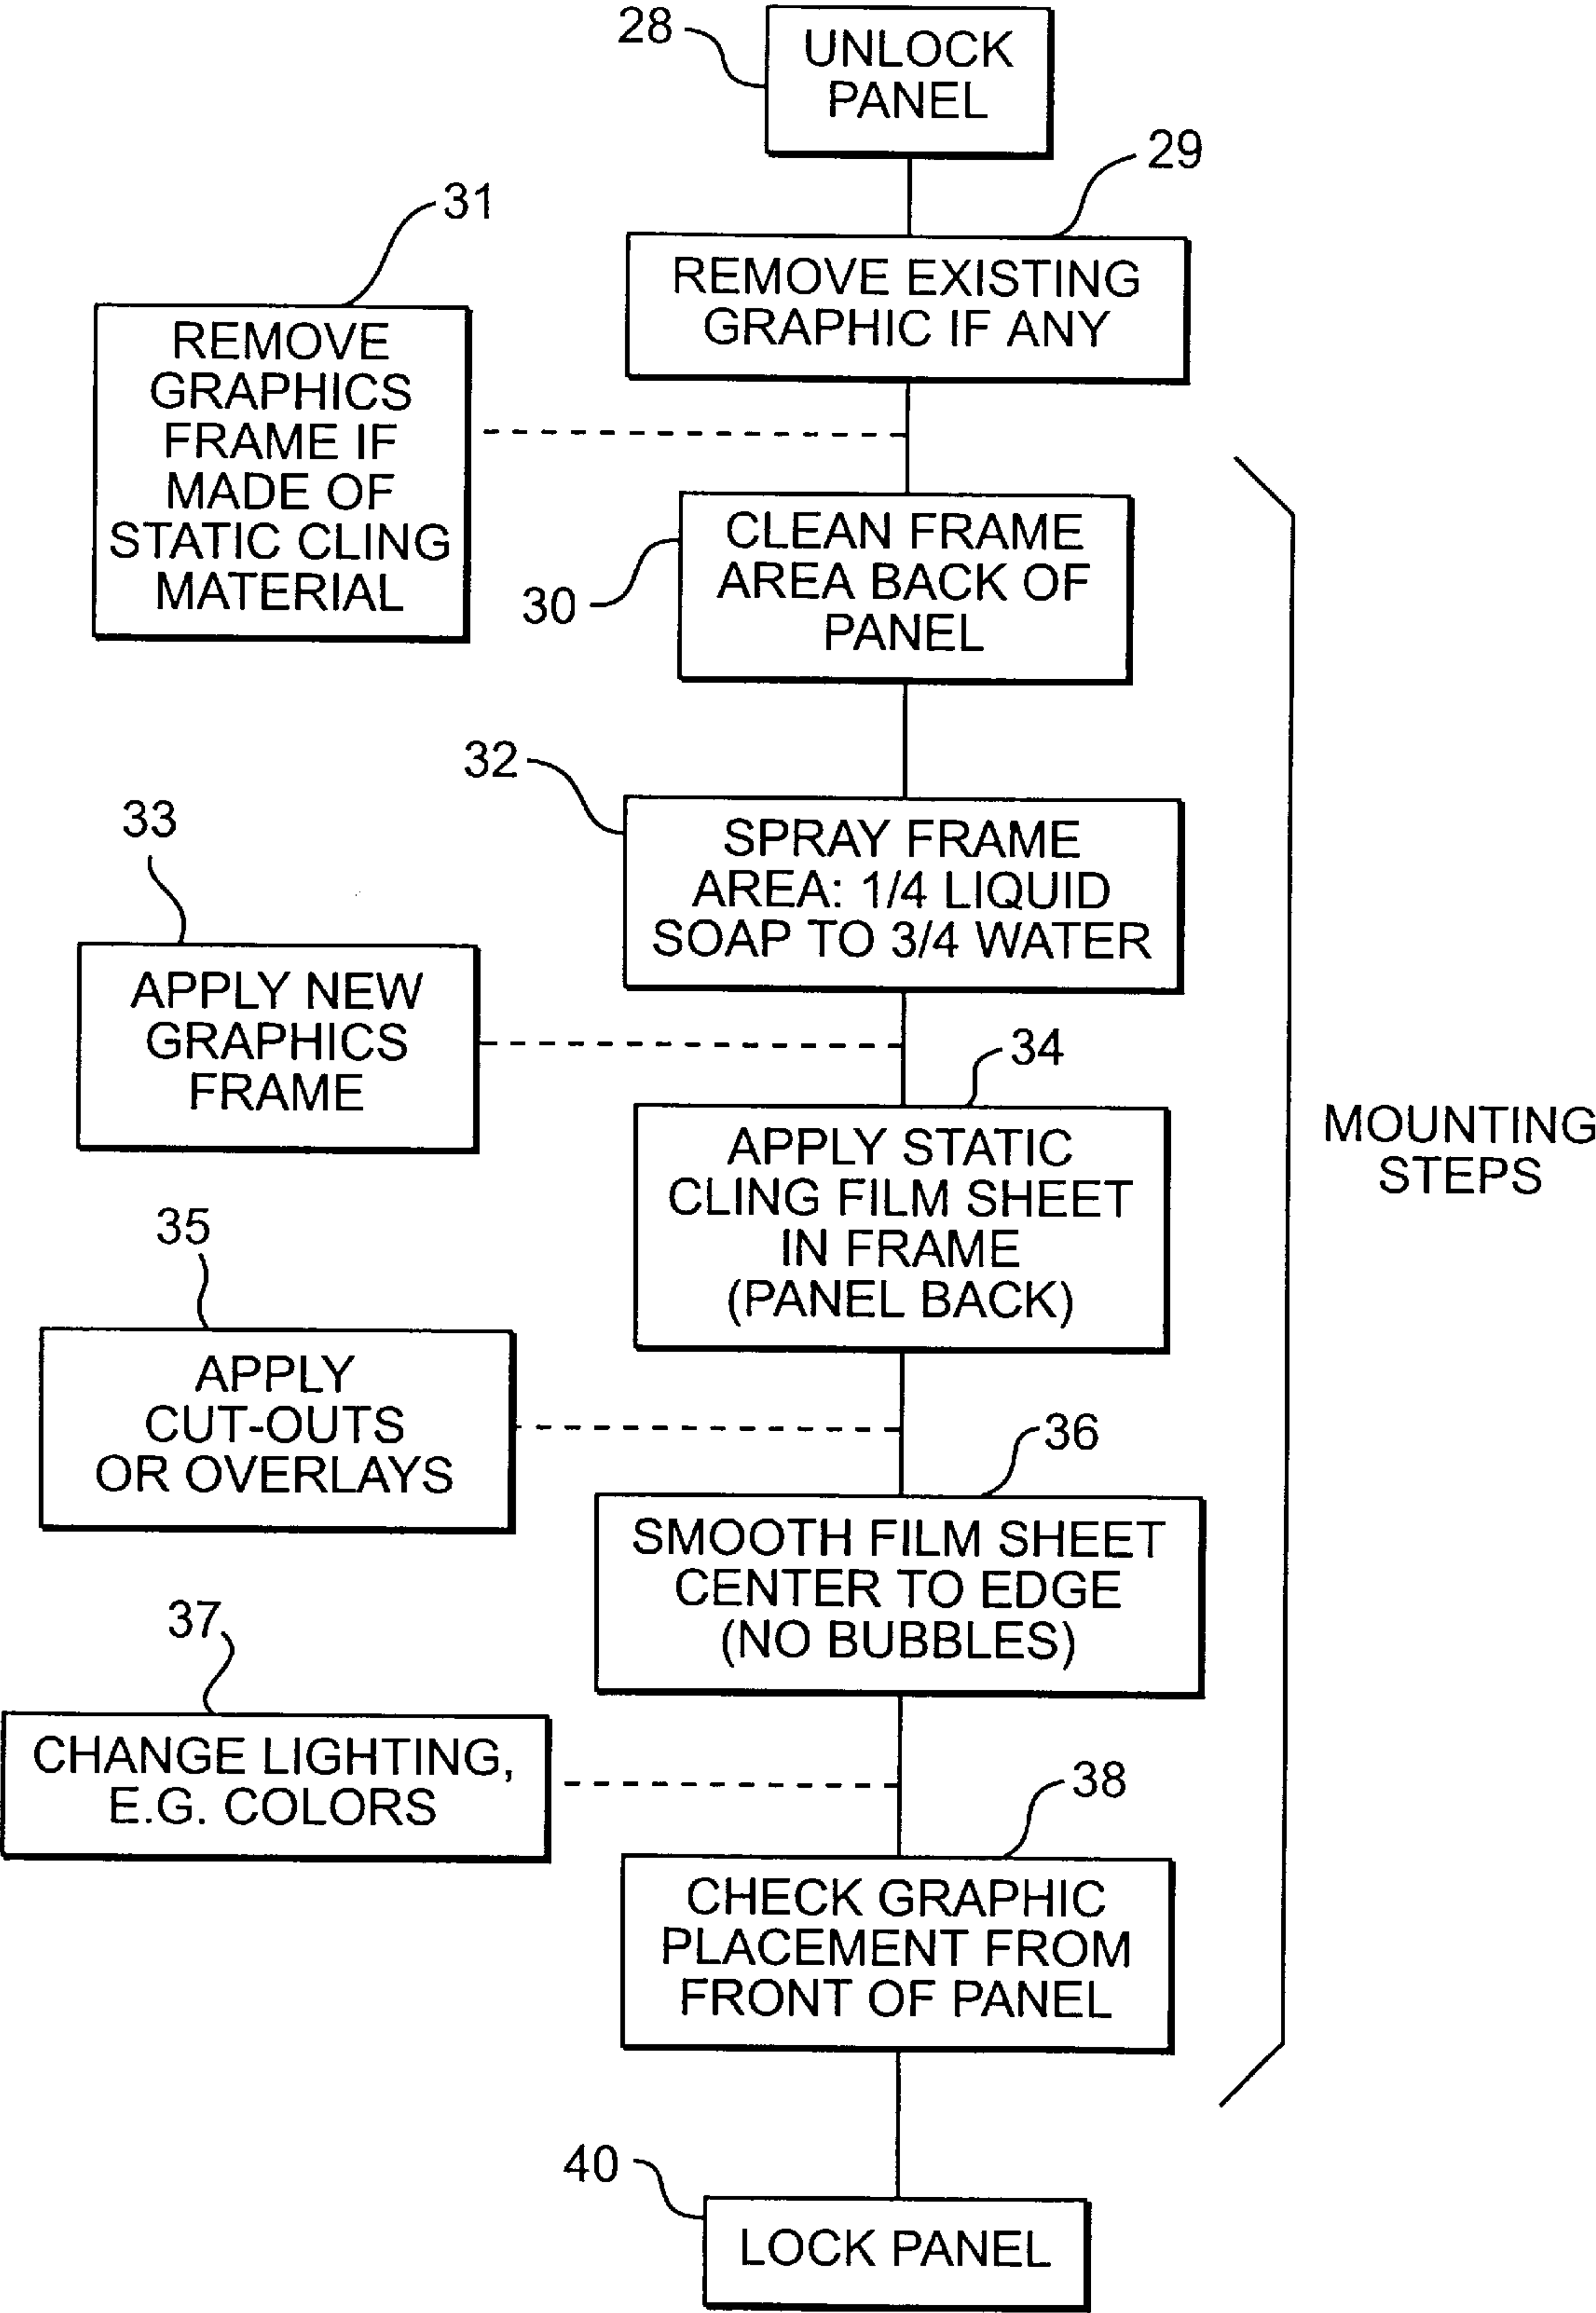 28
UNLOCK
PANEL
29
REMOVE EXISTING
GRAPHIC IF ANY
31
REMOVE
GRAPHICS
FRAME IF
MADE OF
STATIC CLING
MATERIAL
30
CLEAN FRAME
AREA BACK OF
PANEL
32
SPRAY FRAME
AREA: 1/4 LIQUID
SOAP TO 3/4 WATER
33
APPLY NEW
GRAPHICS
FRAME
34
APPLY STATIC
CLING FILM SHEET
IN FRAME
(PANEL BACK)
MOUNTING
STEPS
35
APPLY
CUT-OUTS
OR OVERLAYS
36
SMOOTH FILM SHEET
CENTER TO EDGE
(NO BUBBLES)
37
CHANGE LIGHTING,
E.G. COLORS
38
CHECK GRAPHIC
PLACEMENT FROM
FRONT OF PANEL
40
LOCK PANEL